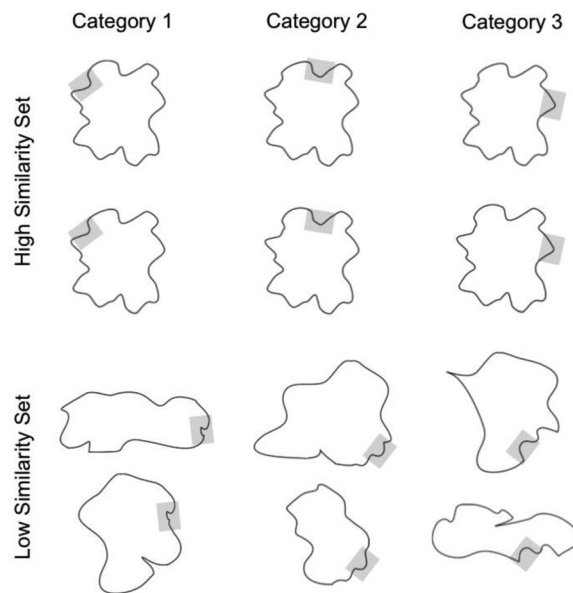 Category 1
Category 2
Category 3
High Similarity Set
Low Similarity Set